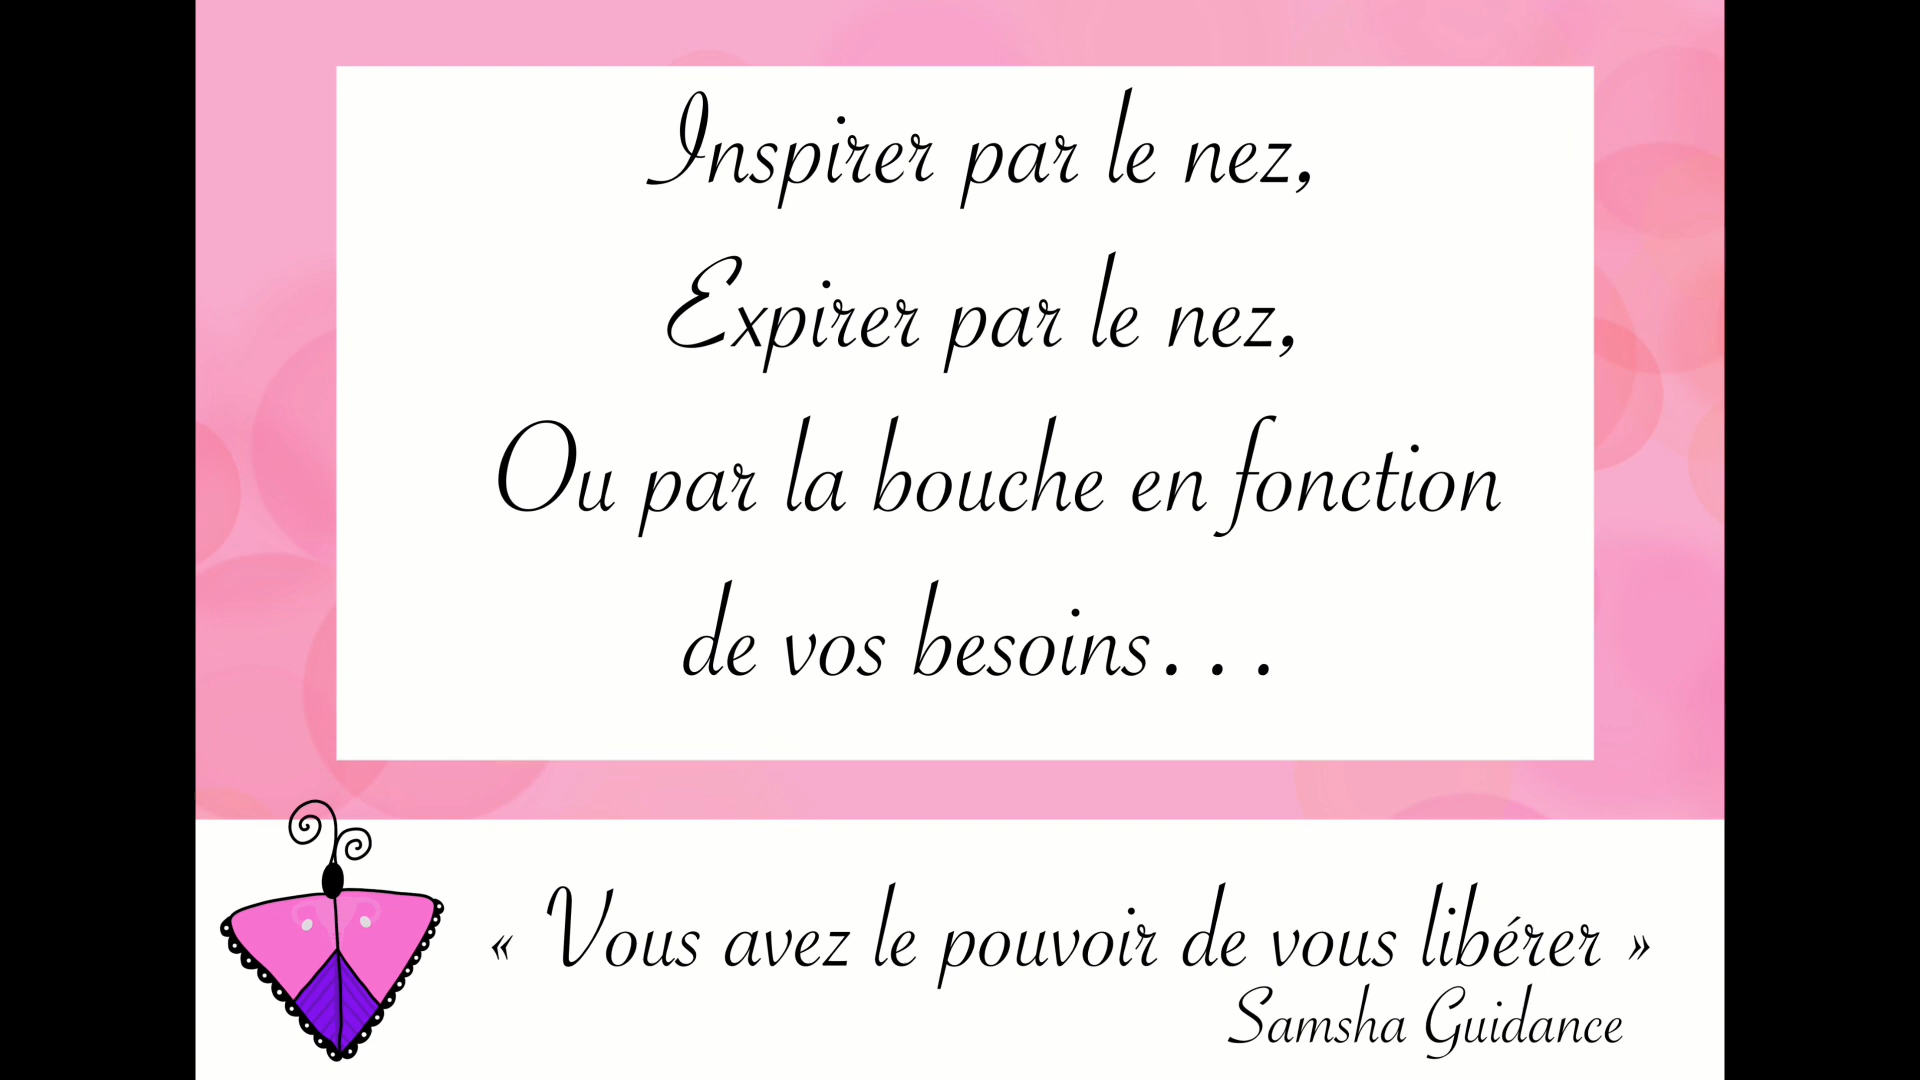 Inspirer par le nez,
Expirer par le nez,
Ou par la bouche en fonction
de vos besoins...
« Vous avez le pouvoir de vous libérer »
Samsha Guidance